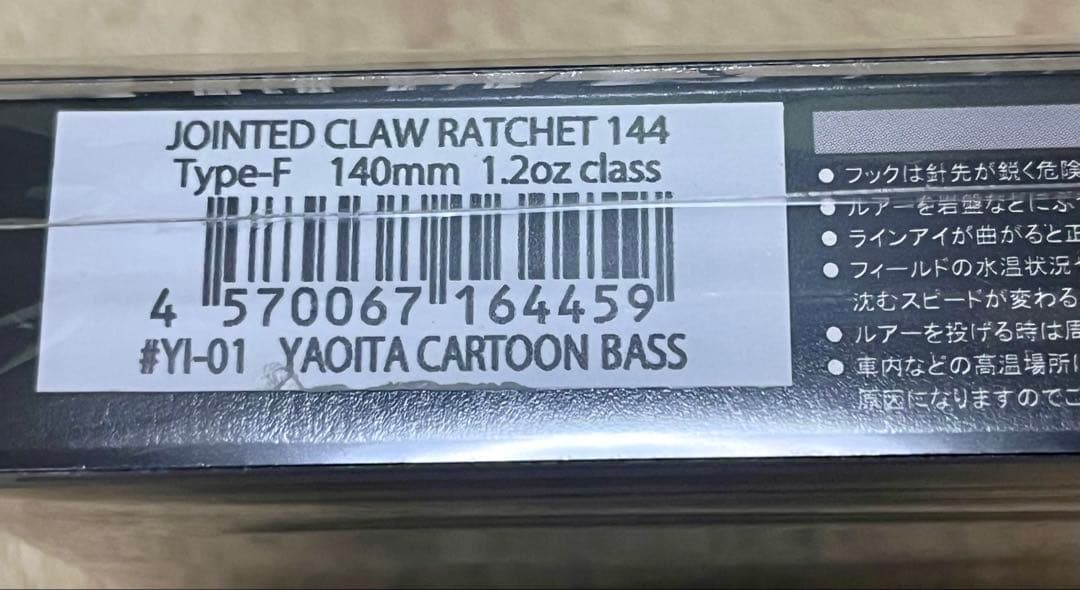 JOINTED CLAW RATCHET 144
Type-F 140mm 1.2oz class
4 570067 164459
#YI-01 YAOITA CARTOON BASS
● フックは針先が鋭く危険
● ルアーを岩盤などにぶ
● ラインアイが曲がると正
● フィールドの水温状況や
沈むスピードが変わる
● ルアーを投げる時は周
● 車内などの高温場所に
原因になりますのでご